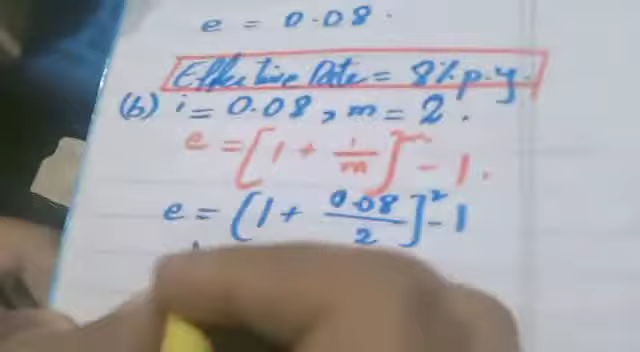 e = 0.08.
Effective Rate = 8% p.y.
(b) i = 0.08, m = 2.
e = [1 + i/m]^m - 1.
e = [1 + 0.08/2]^2 - 1